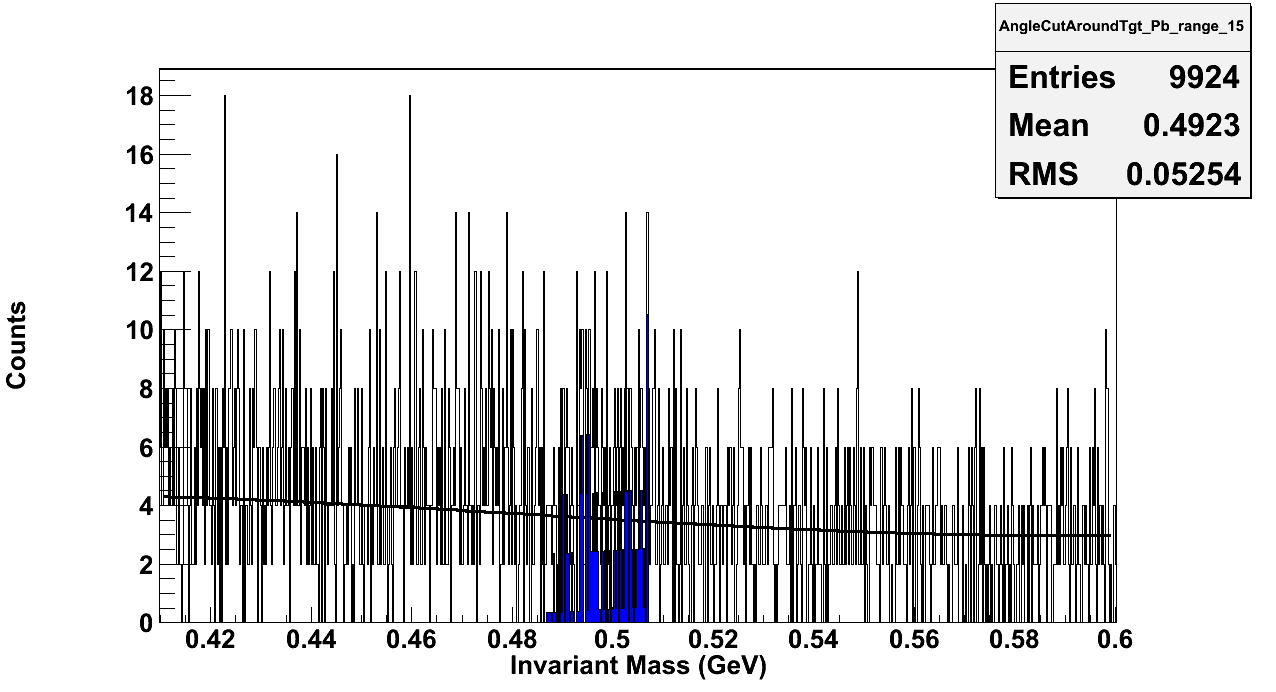 AngleCutAroundTgt_Pb_range_15
Entries 9924
Mean 0.4923
RMS 0.05254
Counts
18
16
14
12
10
8
6
4
2
0
0.42 0.44 0.46 0.48 0.5 0.52 0.54 0.56 0.58 0.6
Invariant Mass (GeV)